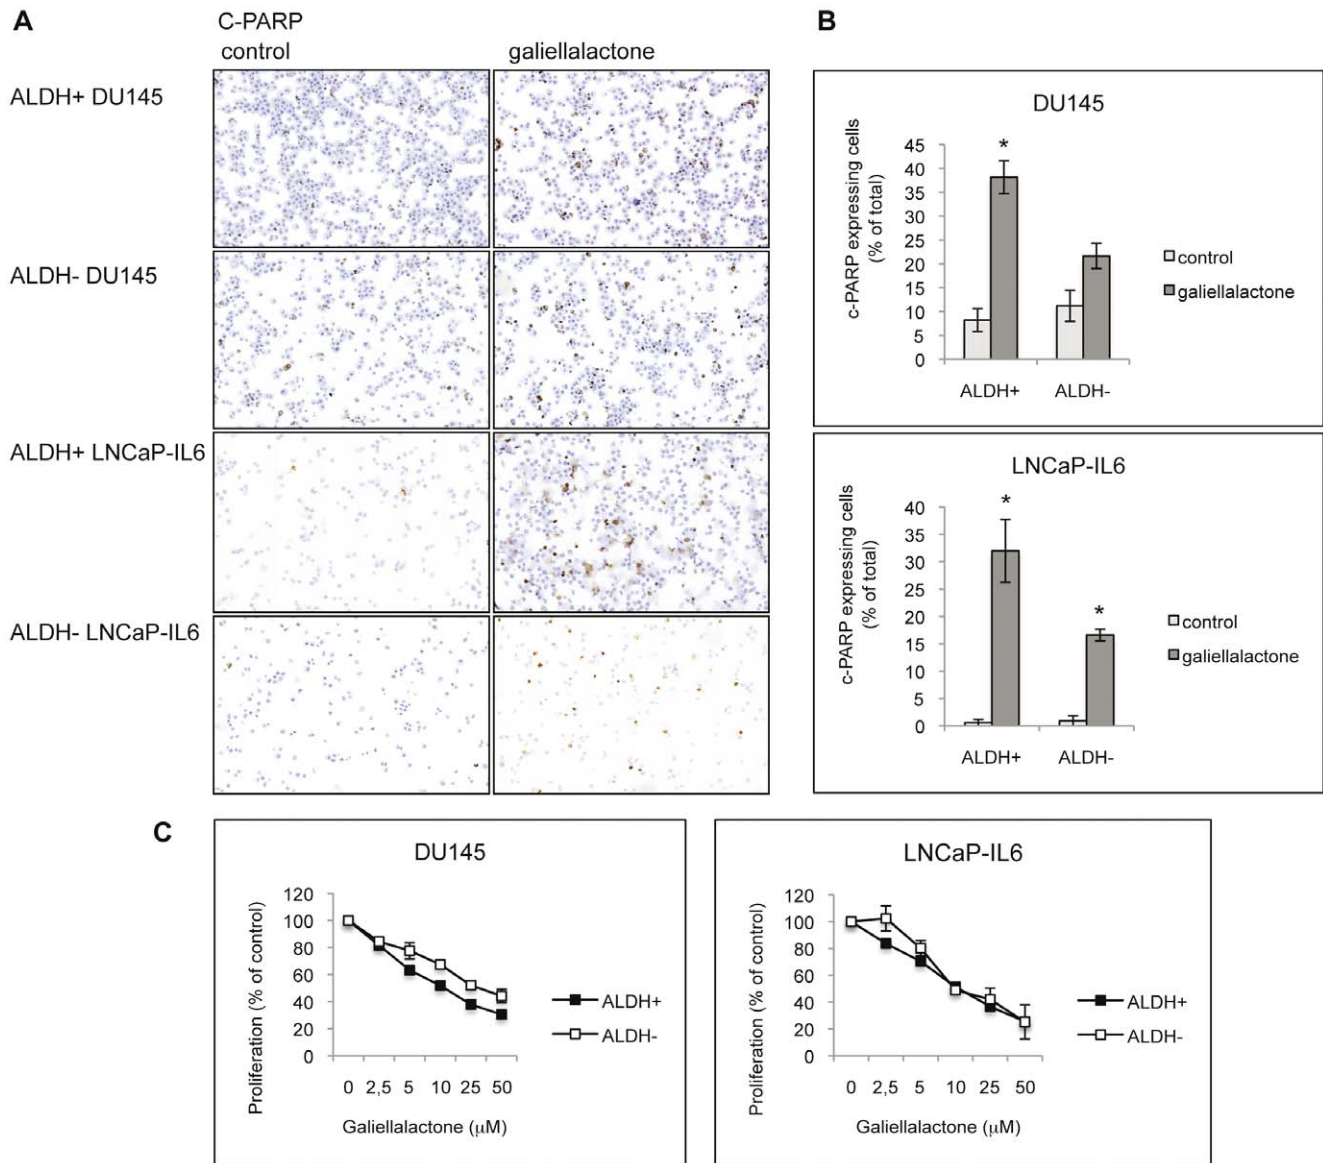 A
C-PARP
control
galiellalactone
ALDH+ DU145
ALDH- DU145
ALDH+ LNCaP-IL6
ALDH- LNCaP-IL6
B
DU145
c-PARP expressing cells
(% of total)
45
40
35
30
25
20
15
10
5
0
*
ALDH+
ALDH-
control
galiellalactone
LNCaP-IL6
c-PARP expressing cells
(% of total)
40
35
30
25
20
15
10
5
0
*
*
ALDH+
ALDH-
control
galiellalactone
C
DU145
Proliferation (% of control)
120
100
80
60
40
20
0
0 2,5 5 10 25 50
Galiellalactone (μM)
ALDH+
ALDH-
LNCaP-IL6
Proliferation (% of control)
120
100
80
60
40
20
0
0 2,5 5 10 25 50
Galiellalactone (μM)
ALDH+
ALDH-